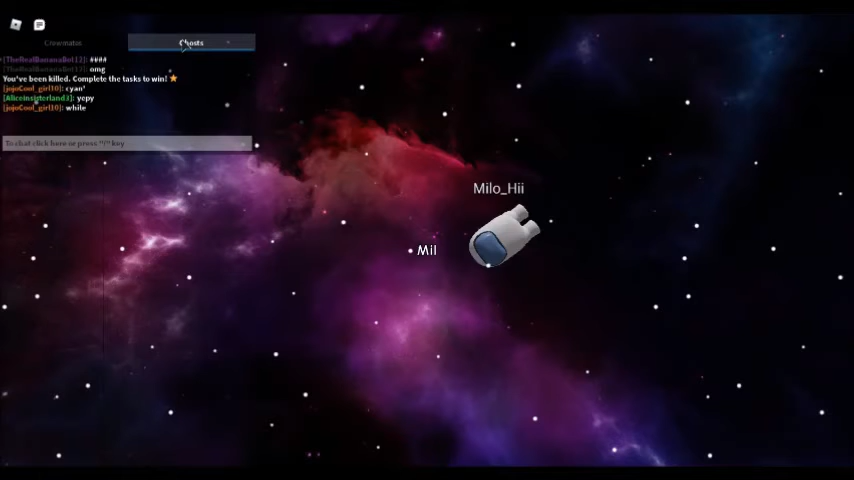 Crewmates
Ghosts
[TheRealBananaBot12]: ####
[TheRealBananaBot12]: omg
You've been killed. Complete the tasks to win! ⭐
[jojoCool_girl10]: cyan'
[Aliceinsisterland3]: yepy
[jojoCool_girl10]: while
To chat click here or press "/" key
Milo_Hii
Mil